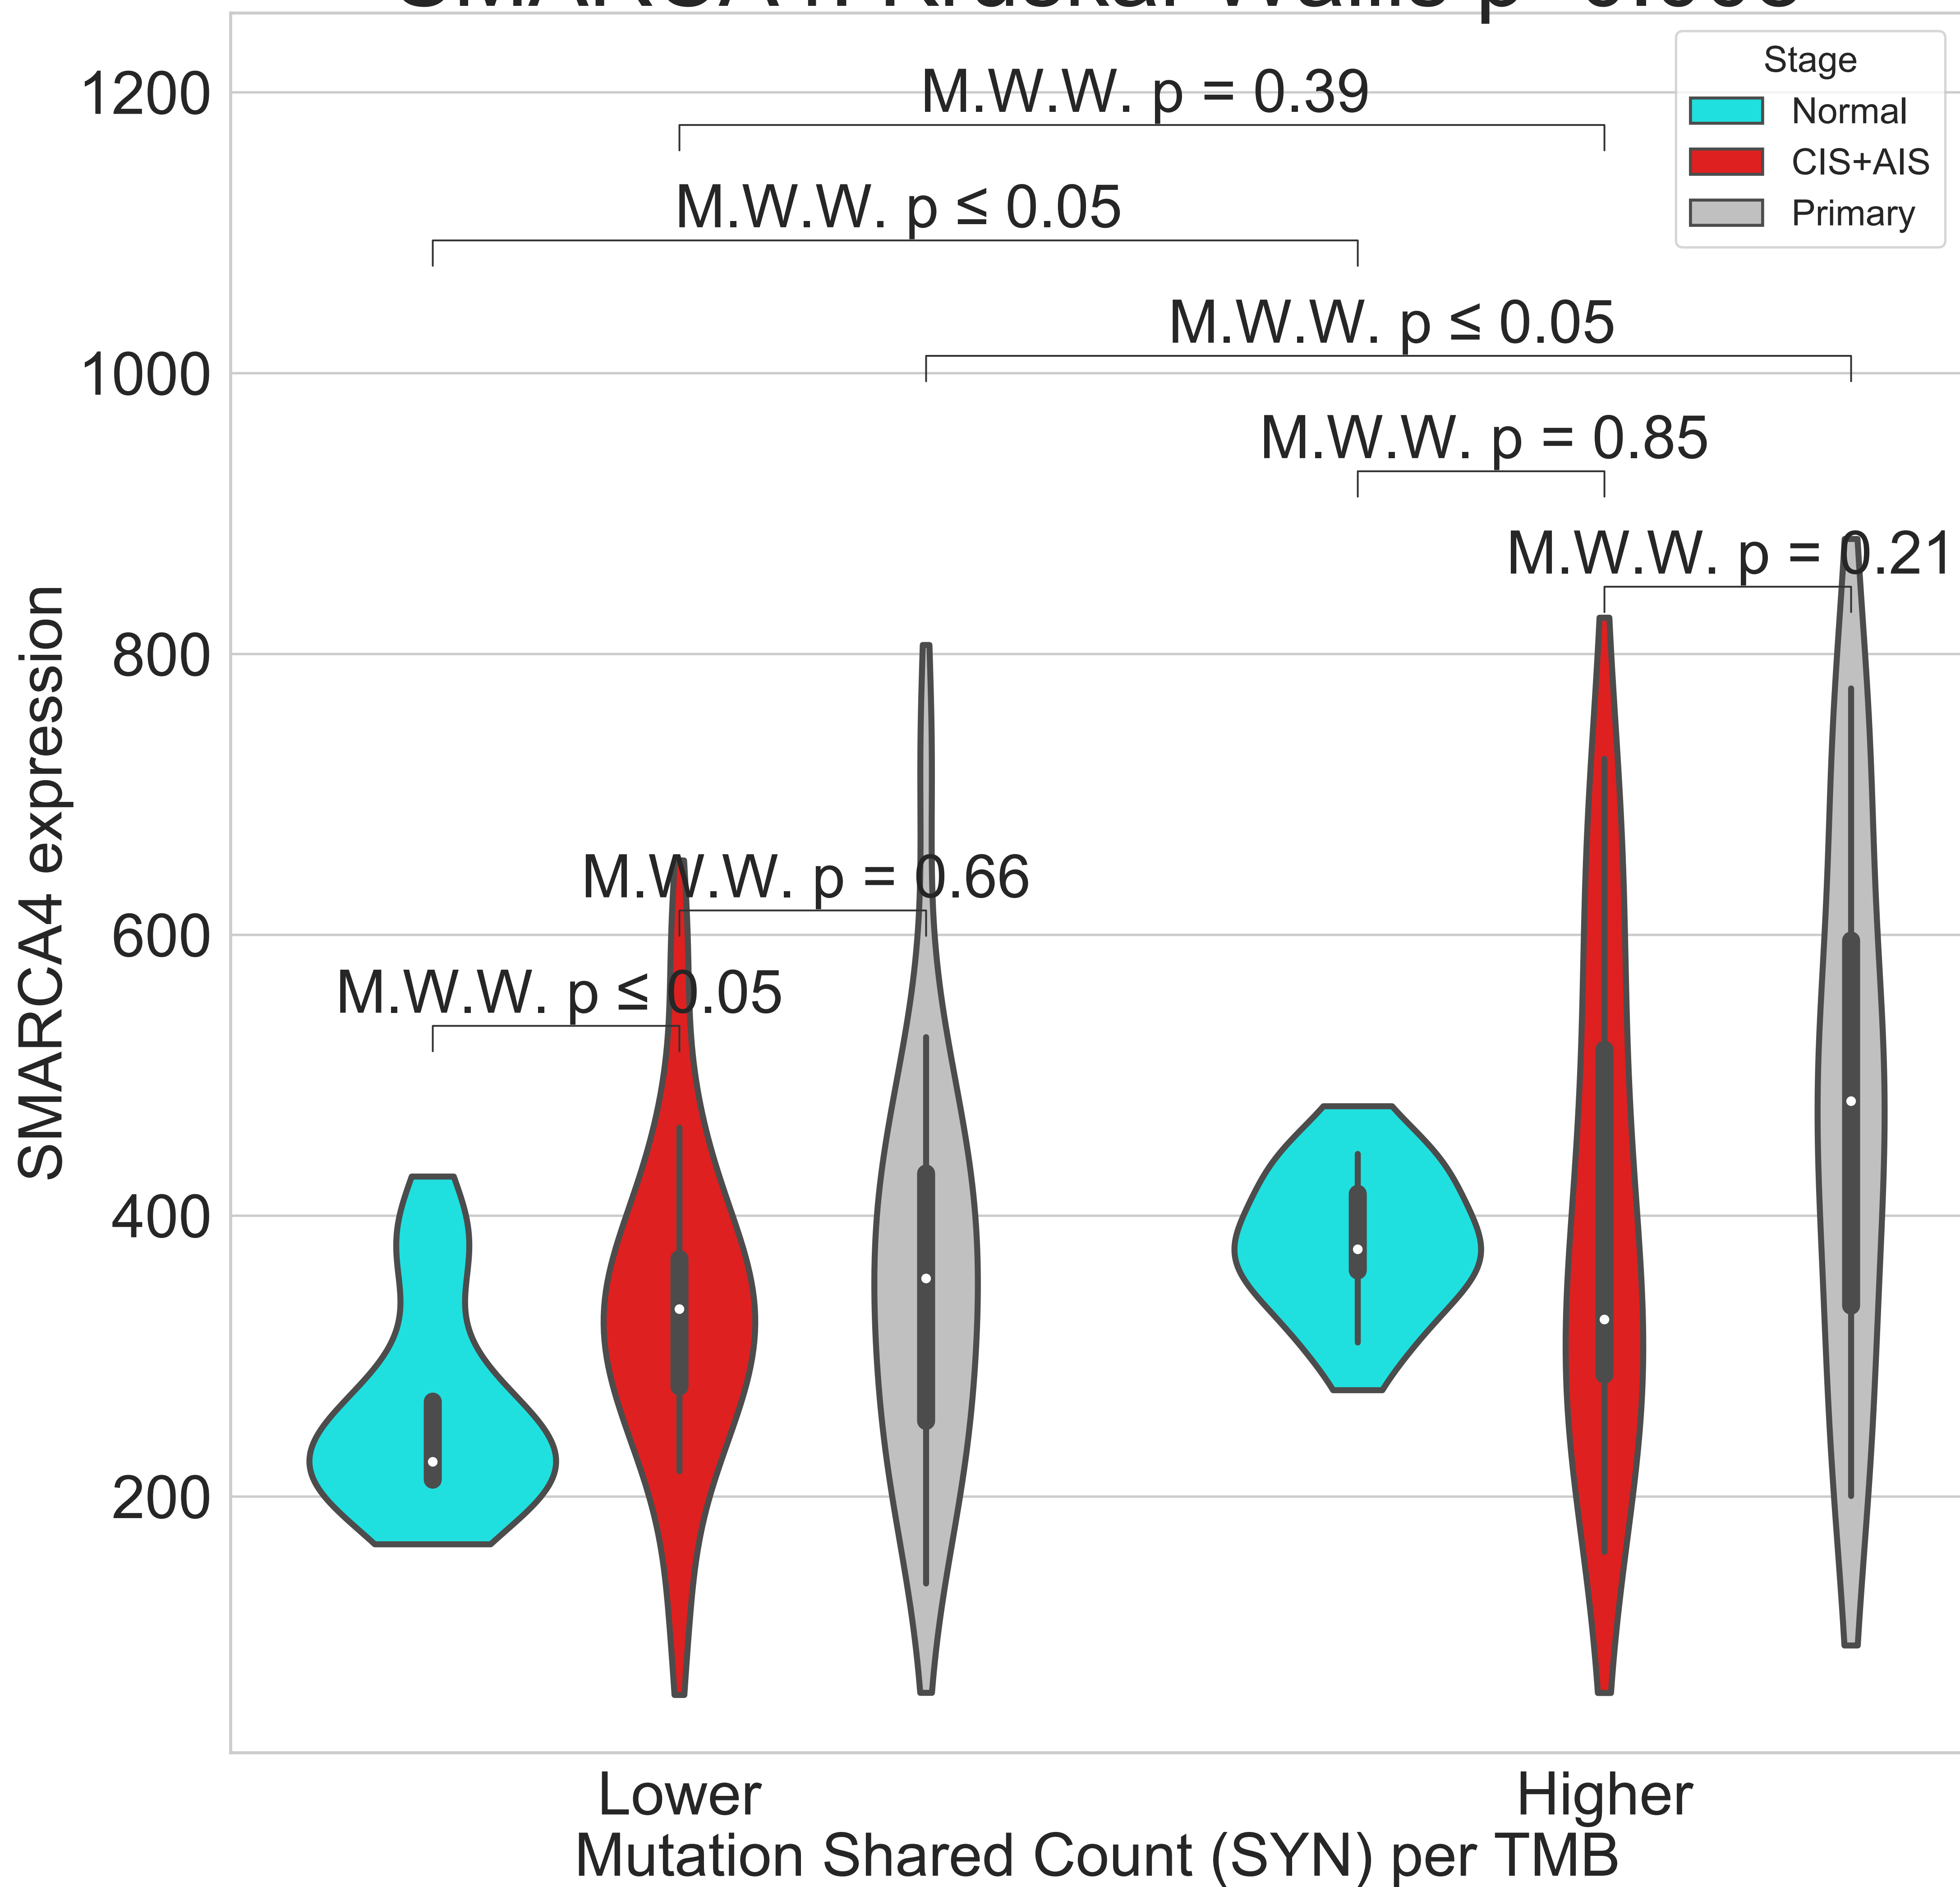 1200
1000
800
600
400
200
SMARCA4 expression
M.W.W. p = 0.39
M.W.W. p ≤ 0.05
M.W.W. p ≤ 0.05
M.W.W. p = 0.85
M.W.W. p = 0.21
M.W.W. p = 0.66
M.W.W. p ≤ 0.05
Stage
Normal
CIS+AIS
Primary
Lower
Higher
Mutation Shared Count (SYN) per TMB